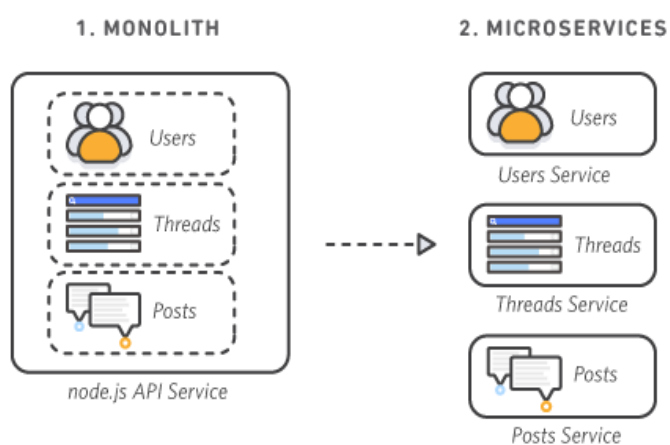 1. MONOLITH
Users
Threads
Posts
node.js API Service
2. MICROSERVICES
Users
Users Service
Threads
Threads Service
Posts
Posts Service